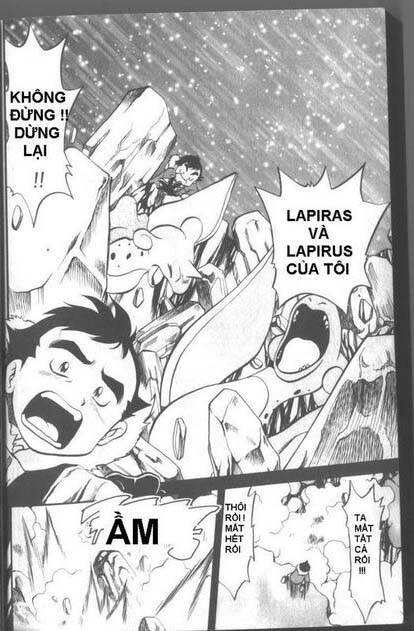 KHÔNG
ĐỪNG !!
DỪNG
LẠI
!!
LAPIRAS
VÀ
LAPIRUS
CỦA TÔI
ẦM
THÓI
RỒI !
MẤT
HẾT
RỒI
TA
MẤT
TẤT
CẢ RỒI
!!!